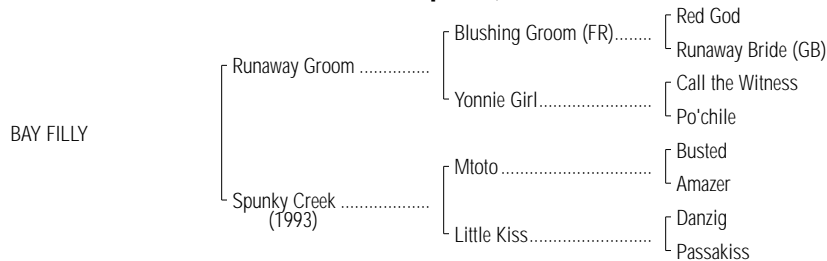 Red God
Blushing Groom (FR)........
Runaway Bride (GB)
Runaway Groom ...............
Call the Witness
Yonnie Girl........................
Po'chile
BAY FILLY
Busted
Mtoto ................................
Amazer
Spunky Creek ...................
(1993)
Danzig
Little Kiss..........................
Passakiss